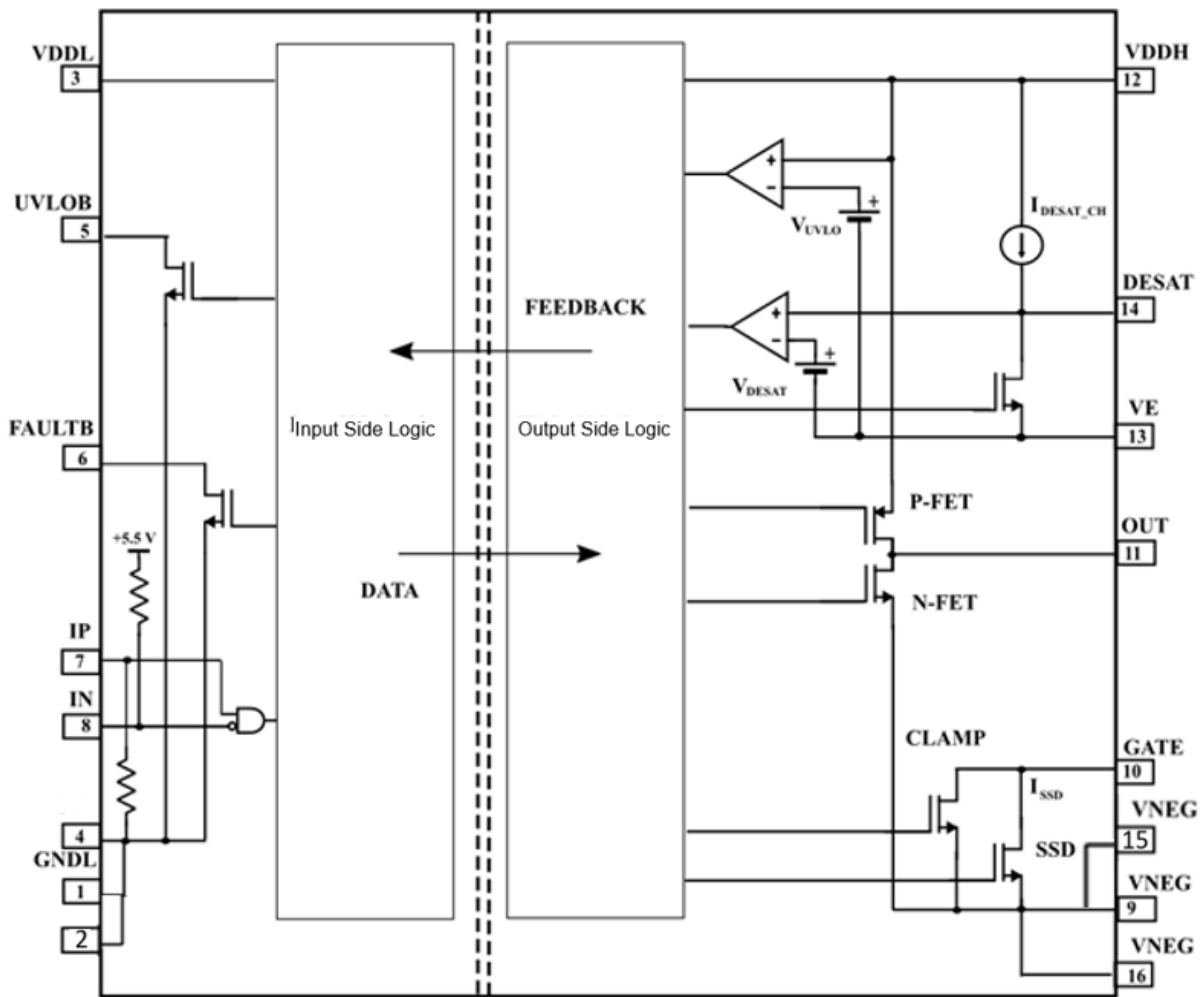 VDDL
3
UVLOB
5
FAULTB
6
+5.5 V
IP
7
IN
8
4
GNDL
1
2
IInput Side Logic
DATA
FEEDBACK
Output Side Logic
+
−
VUVLO
+
+
−
VDESAT
+
IDESAT_CH
P-FET
N-FET
CLAMP
ISSD
SSD
VDDH
12
DESAT
14
VE
13
OUT
11
GATE
10
VNEG
15
VNEG
9
VNEG
16